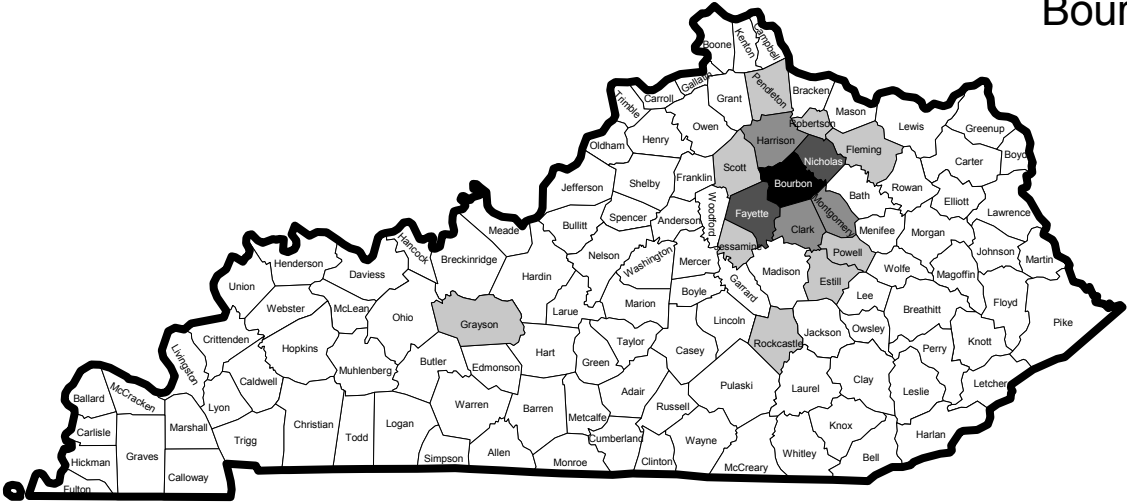 Bour
Boone
Kenton
Campbell
Gallatin
Pendleton
Bracken
Trimble
Carroll
Grant
Mason
Robertson
Owen
Lewis
Greenup
Henry
Harrison
Oldham
Fleming
Boyd
Nicholas
Carter
Scott
Franklin
Shelby
Jefferson
Bourbon
Rowan
Bath
Elliott
Woodford
Fayette
Montgomery
Lawrence
Spencer
Anderson
Bullitt
Meade
Clark
Menifee
Morgan
Hancock
Jessamine
Powell
Johnson
Martin
Breckinridge
Nelson
Washington
Mercer
Henderson
Daviess
Hardin
Madison
Wolfe
Magoffin
Estill
Union
Garrard
Boyle
Lee
Marion
Floyd
Webster
McLean
Ohio
Larue
Breathitt
Lincoln
Pike
Grayson
Jackson
Owsley
Crittenden
Taylor
Rockcastle
Knott
Hopkins
Casey
Perry
Hart
Livingston
Butler
Green
Edmonson
Muhlenberg
Caldwell
Pulaski
Laurel
Clay
Letcher
Leslie
Adair
Ballard
McCracken
Warren
Lyon
Barren
Russell
Metcalfe
Marshall
Christian
Logan
Knox
Carlisle
Todd
Trigg
Cumberland
Wayne
Harlan
Allen
Whitley
Graves
Bell
Hickman
Simpson
Monroe
Clinton
McCreary
Calloway
Fulton